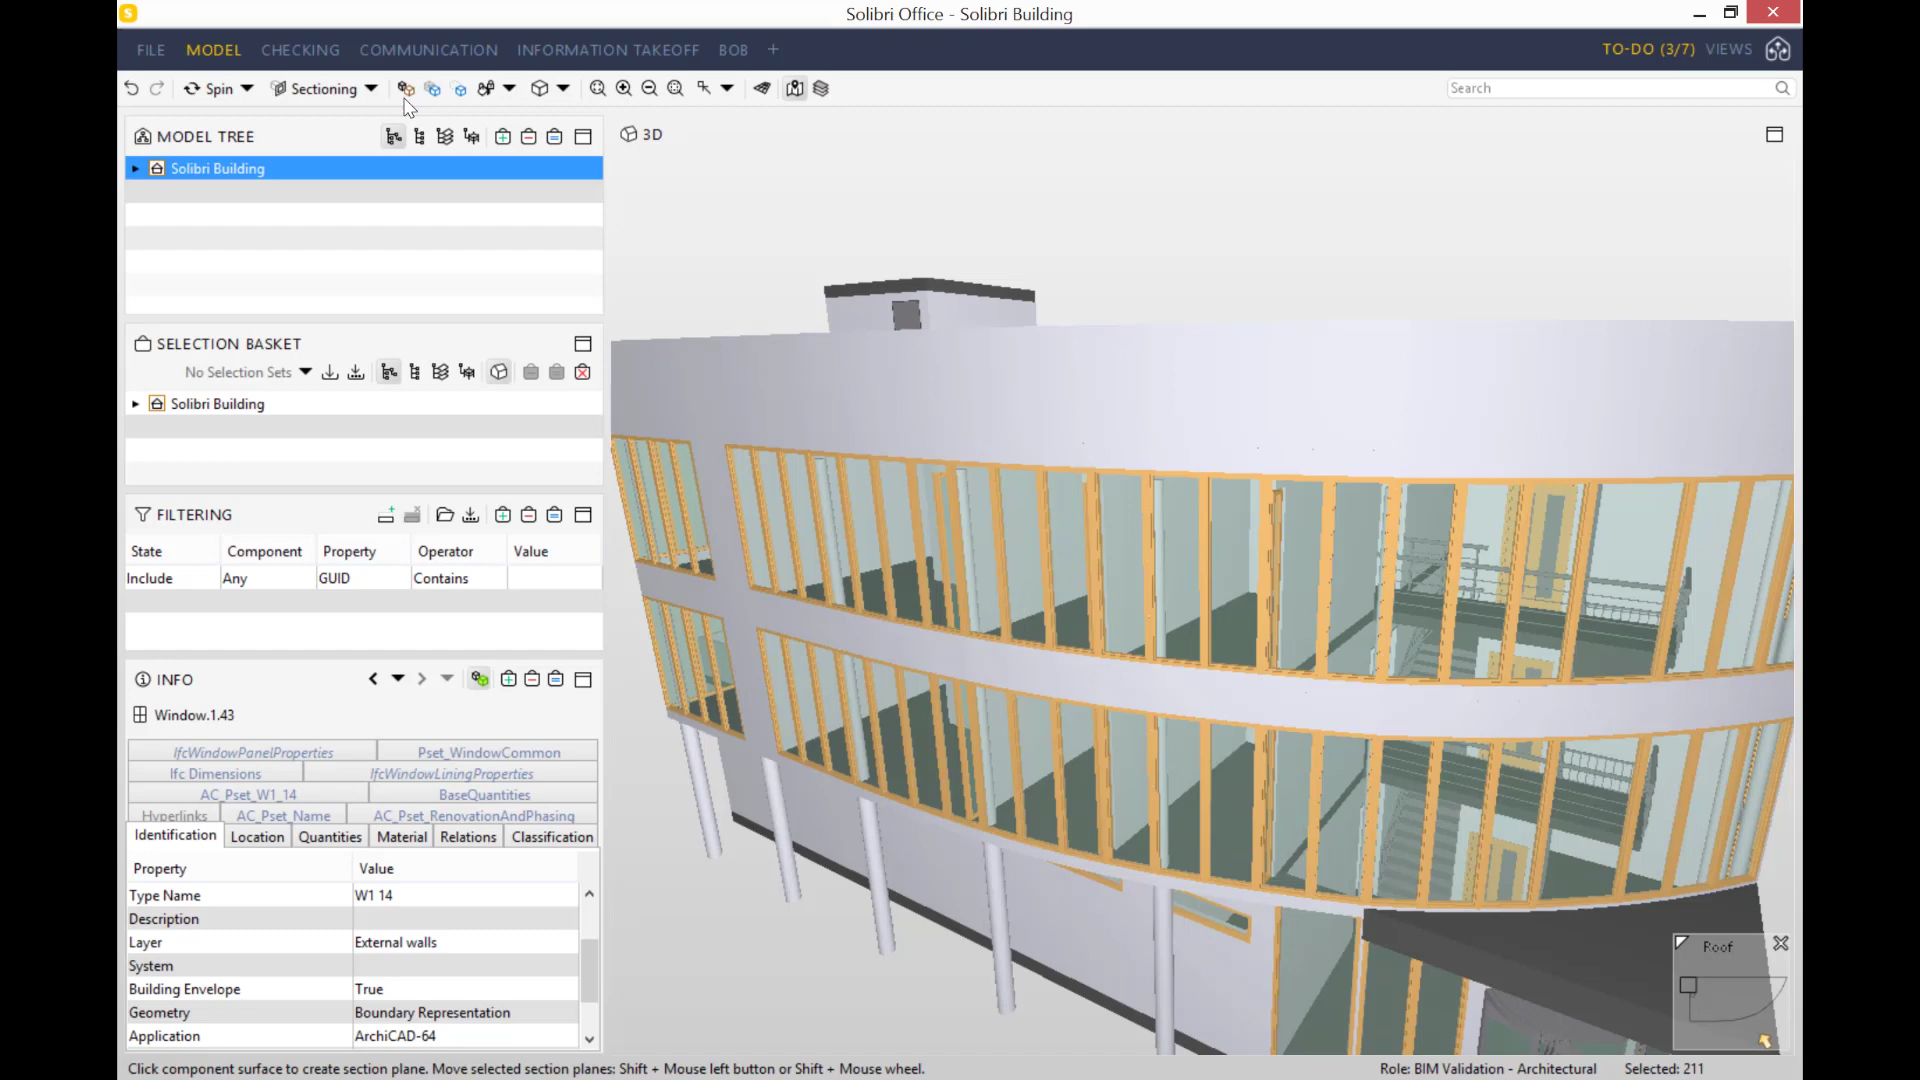 S
Solibri Office - Solibri Building
FILE MODEL CHECKING COMMUNICATION INFORMATION TAKEOFF BOB +
TO-DO (3/7) VIEWS
Spin Sectioning
Search
MODEL TREE
Solibri Building
SELECTION BASKET
No Selection Sets
Solibri Building
FILTERING
State Component Property Operator Value
Include Any GUID Contains
INFO
Window.1.43
IfcWindowPanelProperties Pset_WindowCommon
Ifc Dimensions IfcWindowLiningProperties
AC_Pset_W1_14 BaseQuantities
Hyperlinks AC_Pset_Name AC_Pset_RenovationAndPhasing
Identification Location Quantities Material Relations Classification
Property Value
Type Name W1 14
Description
Layer External walls
System
Building Envelope True
Geometry Boundary Representation
Application ArchiCAD-64
3D
Roof
Click component surface to create section plane. Move selected section planes: Shift + Mouse left button or Shift + Mouse wheel.
Role: BIM Validation - Architectural Selected: 211